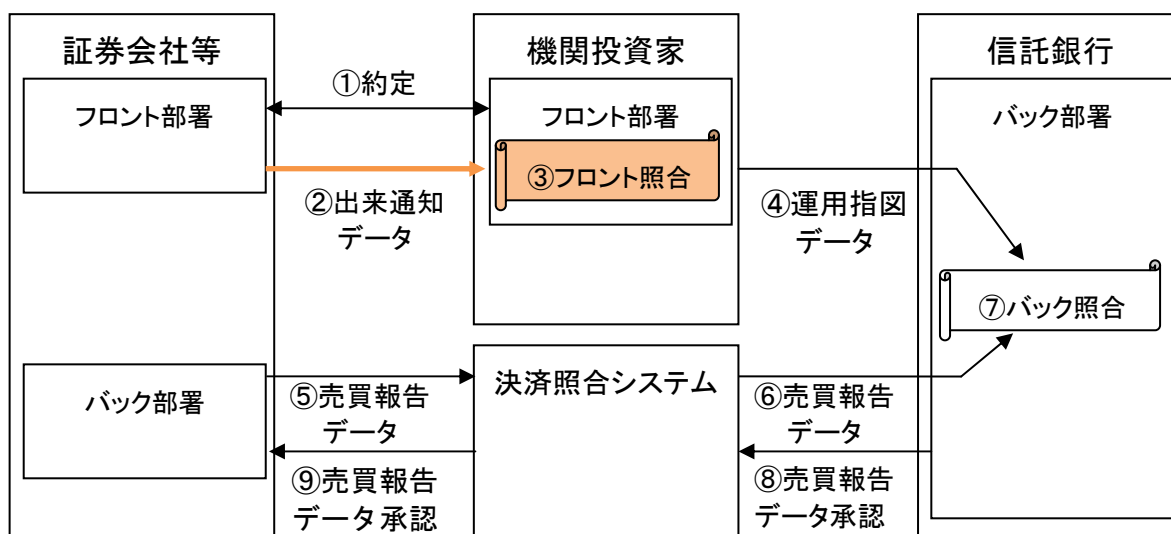 証券会社等
機関投資家
信託銀行
フロント部署
①約定
フロント部署
バック部署
③フロント照合
②出来通知
データ
④運用指図
データ
⑦バック照合
バック部署
⑤売買報告
データ
決済照合システム
⑥売買報告
データ
⑨売買報告
データ承認
⑧売買報告
データ承認